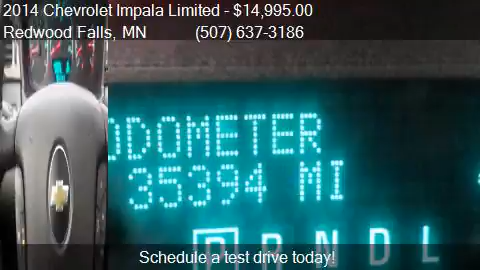 2014 Chevrolet Impala Limited - $14,995.00
Redwood Falls, MN (507) 637-3186
ODOMETER
35394 MI
P R N D L
Schedule a test drive today!